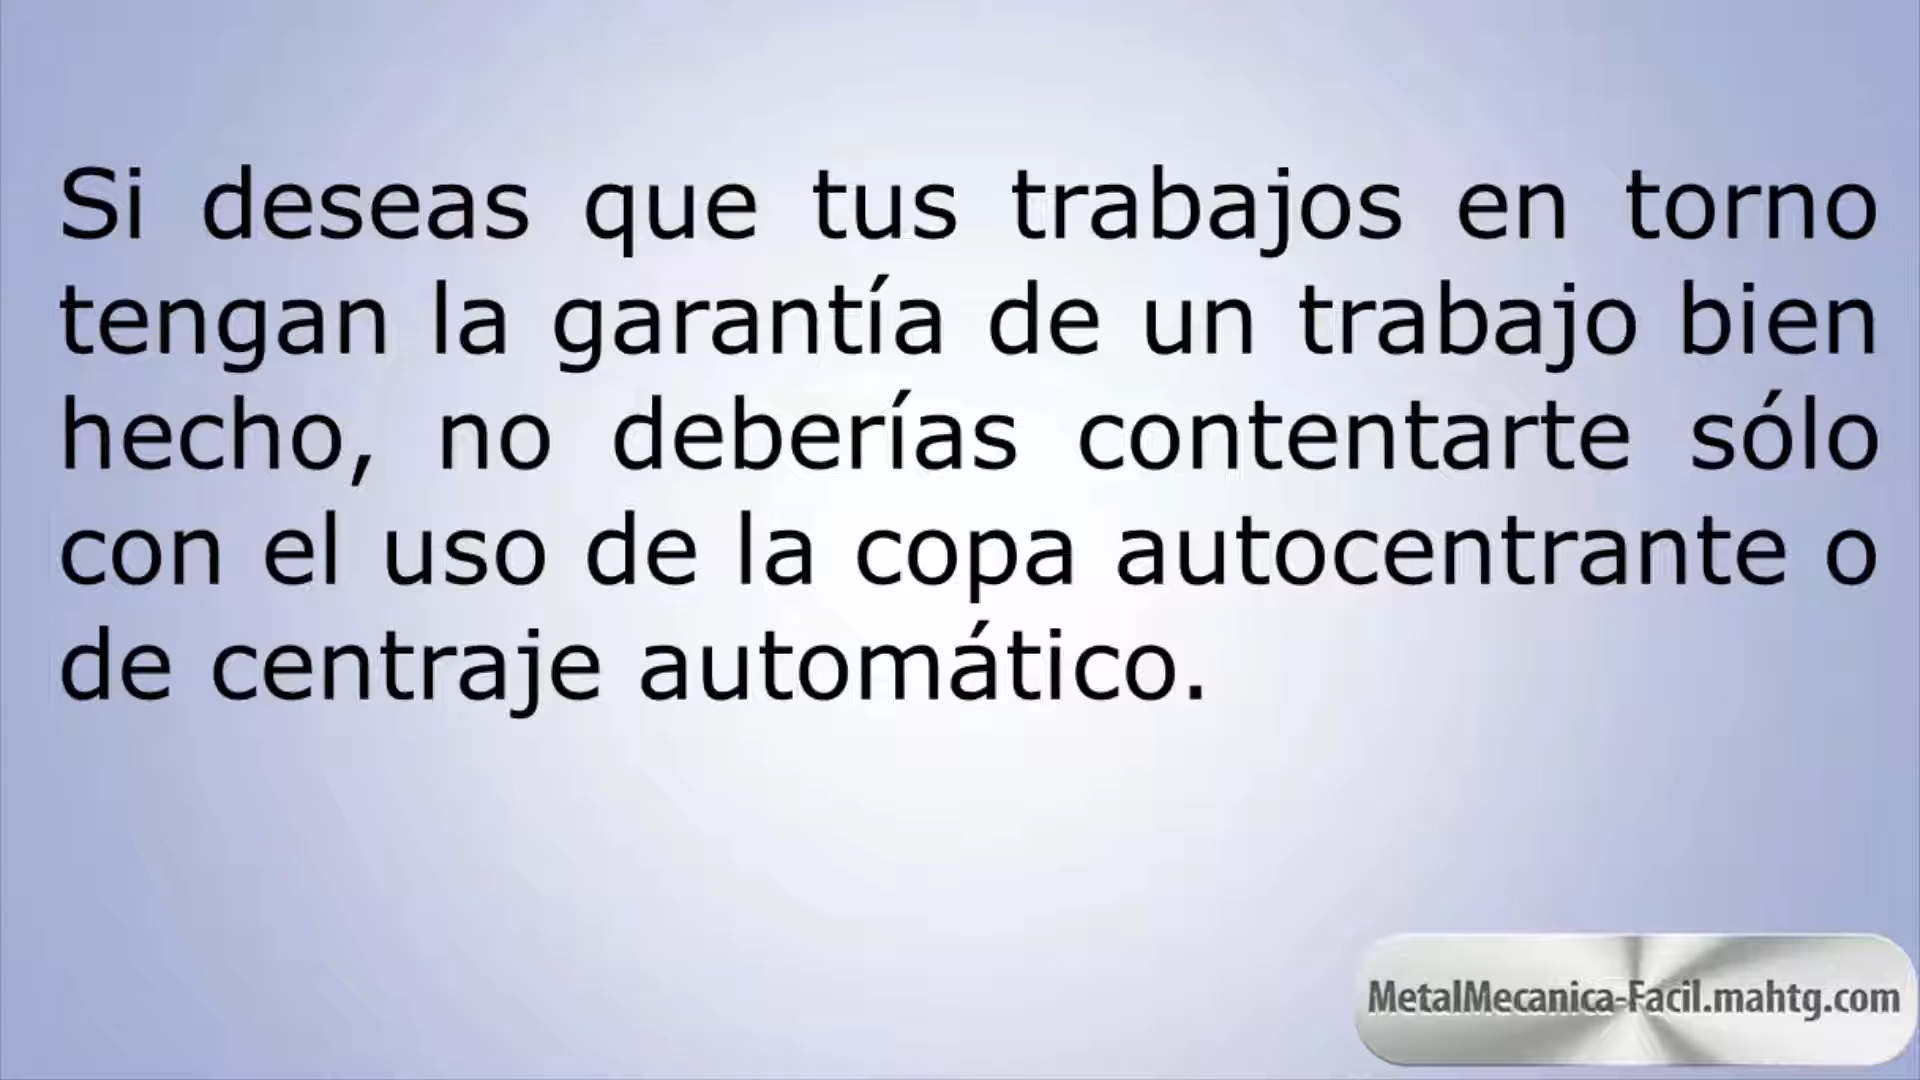 Si deseas que tus trabajos en torno
tengan la garantía de un trabajo bien
hecho, no deberías contentarte sólo
con el uso de la copa autocentrante o
de centraje automático.
MetalMecanica-Facil.mahtg.com